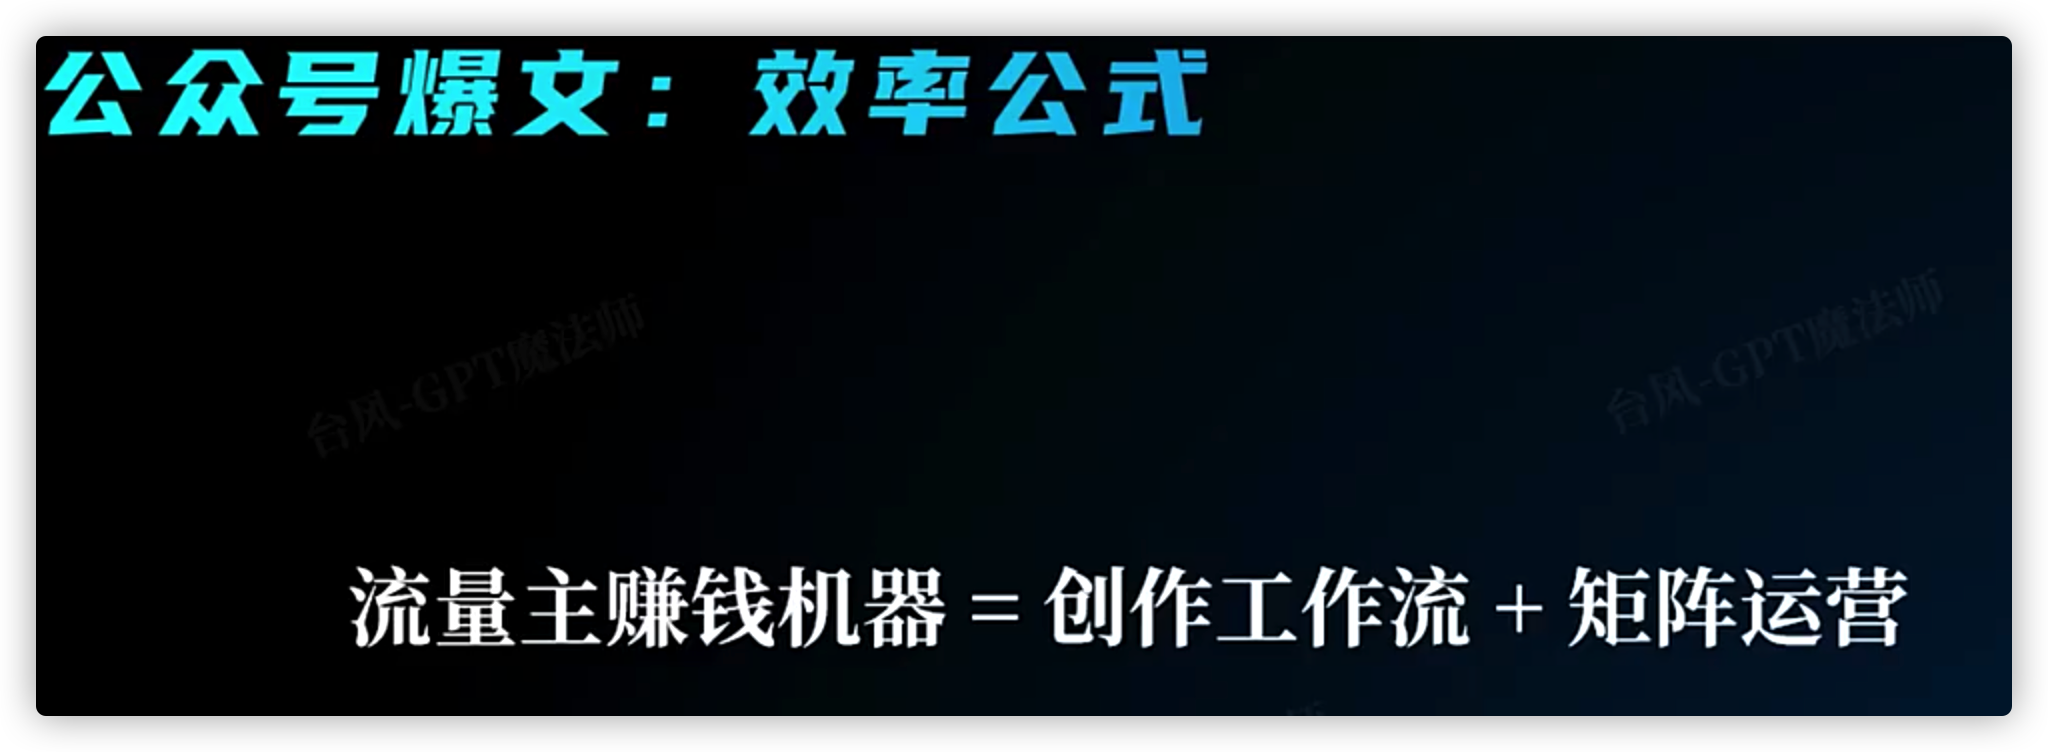 公众号爆文：效率公式
台风-GPT魔法师
台风-GPT魔法师
流量主赚钱机器 = 创作工作流 + 矩阵运营
师